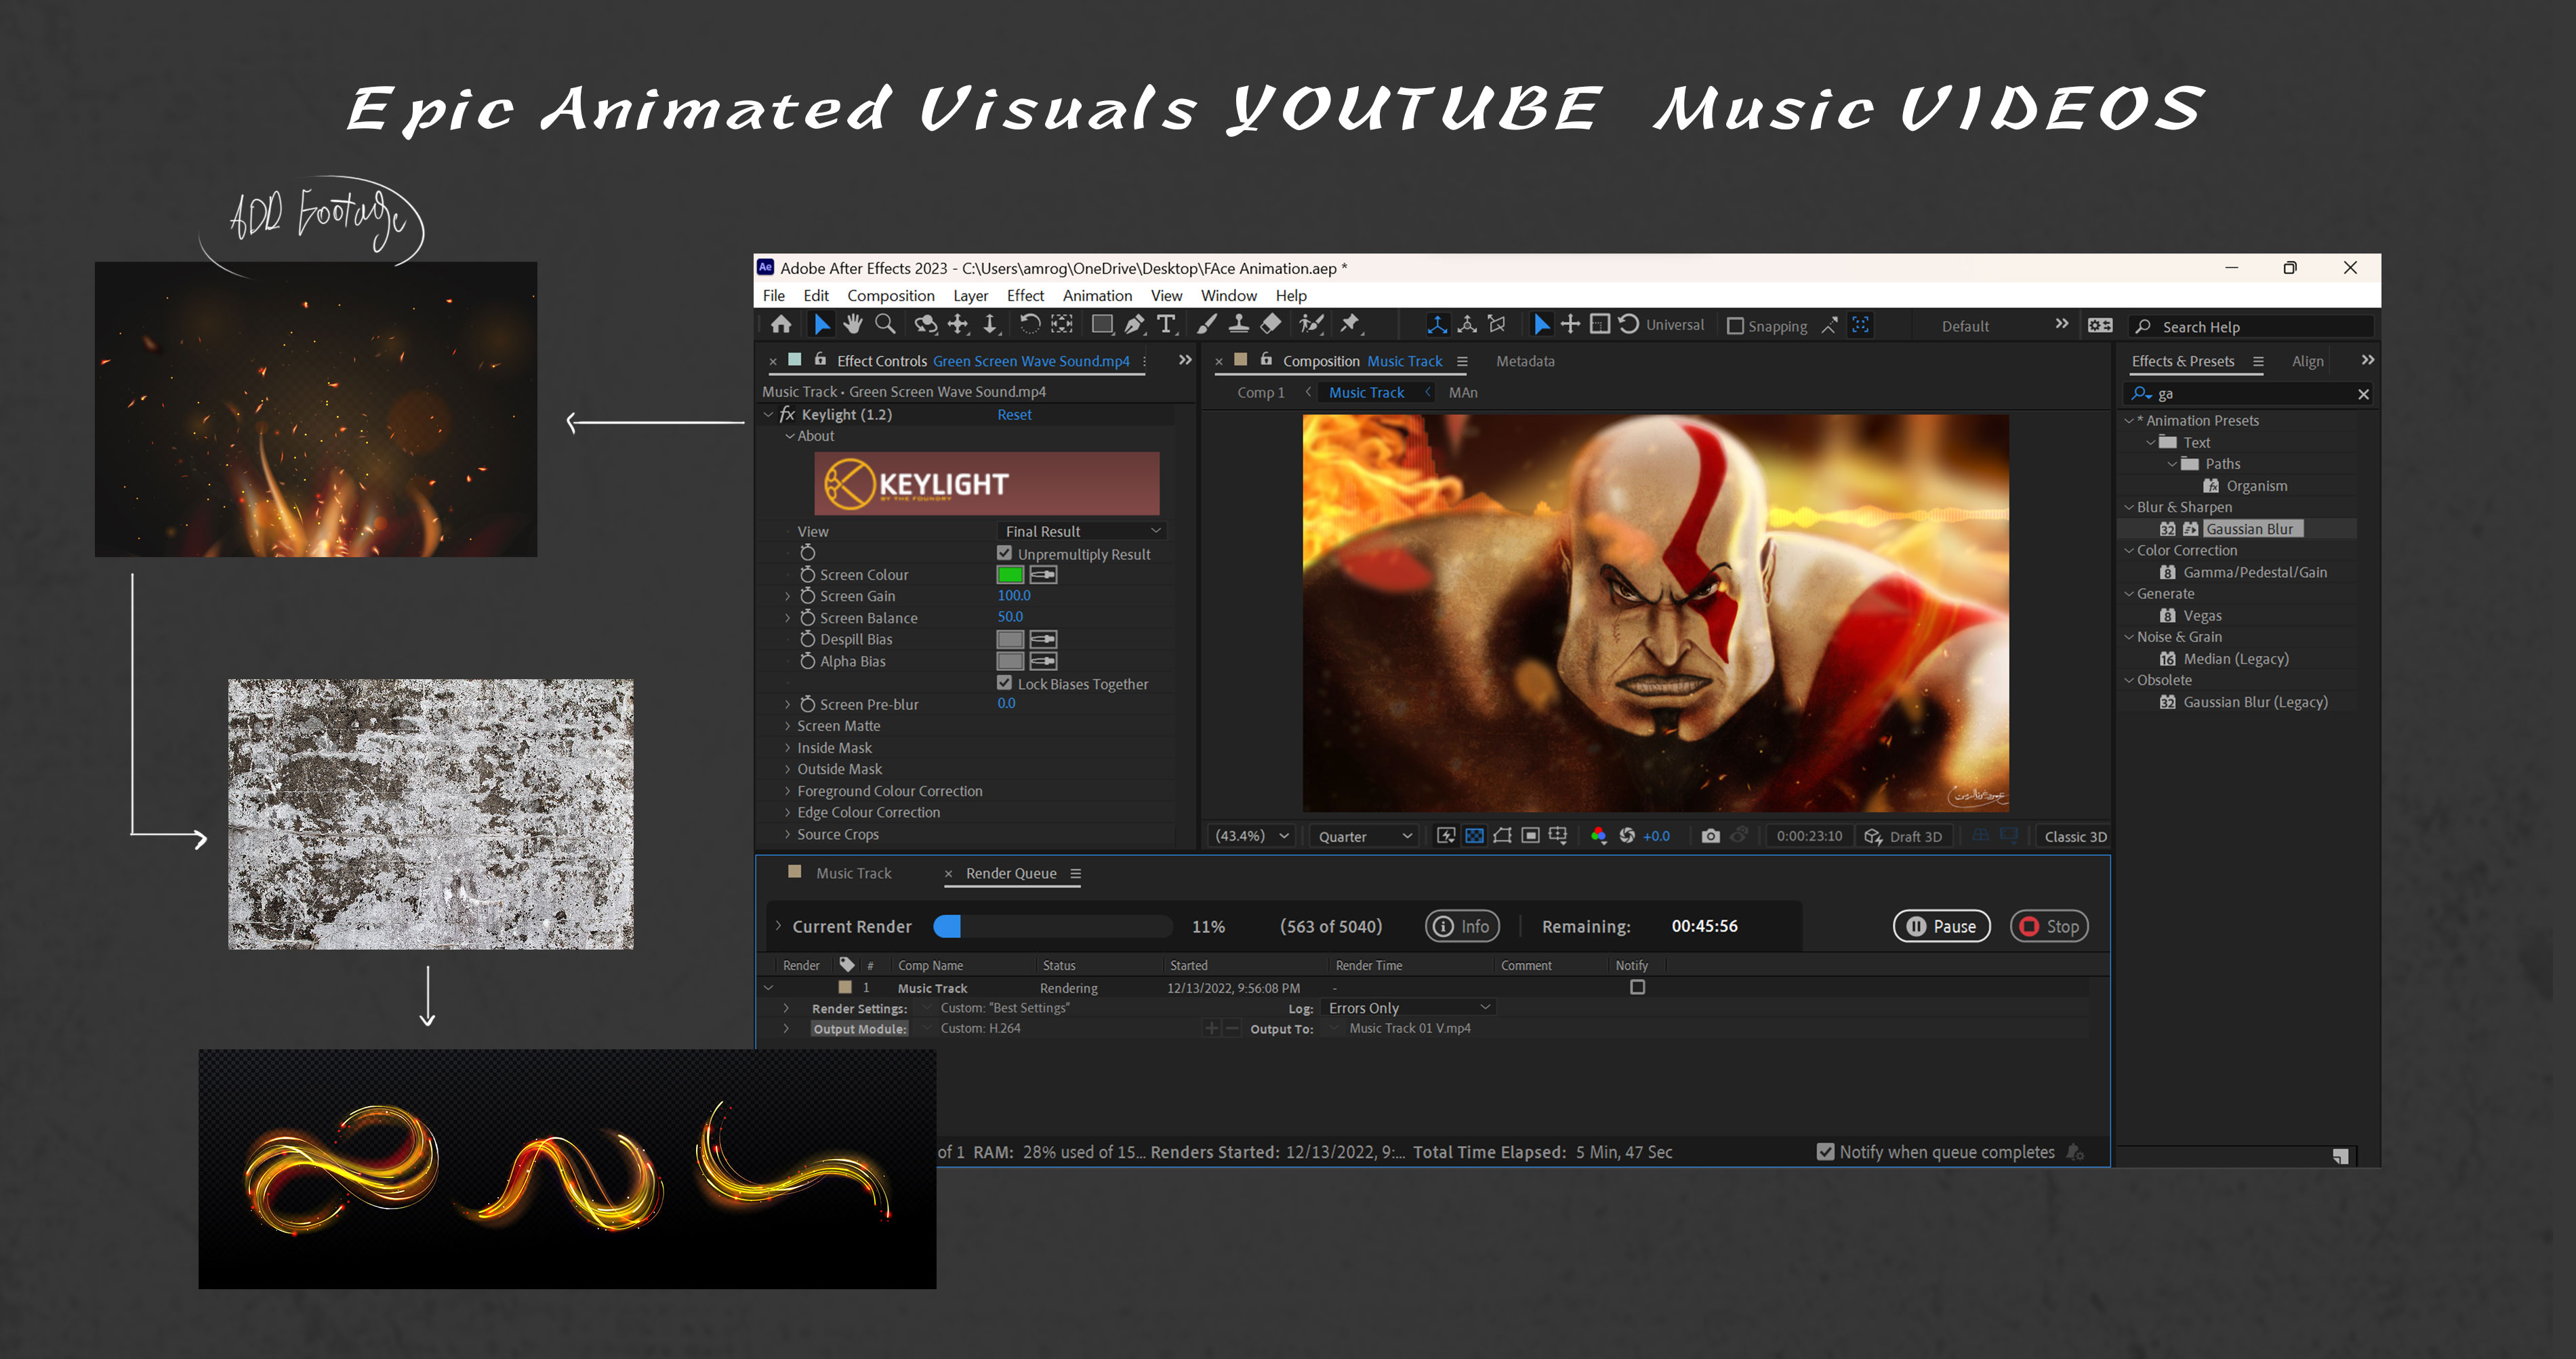 Epic Animated Visuals YOUTUBE Music VIDEOS
ADD Footage
Ae Adobe After Effects 2023 - C:\Users\amrog\OneDrive\Desktop\FAce Animation.aep *
File Edit Composition Layer Effect Animation View Window Help
Universal Snapping Default Search Help
Effect Controls Green Screen Wave Sound.mp4
Music Track • Green Screen Wave Sound.mp4
fx Keylight (1.2) Reset
About
KEYLIGHT
BY THE FOUNDRY
View Final Result
Unpremultiply Result
Screen Colour
Screen Gain 100.0
Screen Balance 50.0
Despill Bias
Alpha Bias
Lock Biases Together
Screen Pre-blur 0.0
Screen Matte
Inside Mask
Outside Mask
Foreground Colour Correction
Edge Colour Correction
Source Crops
Composition Music Track Metadata
Comp 1 Music Track MAn
(43.4%) Quarter +0.0 0:00:23:10 Draft 3D Classic 3D
Effects & Presets Align
ga
* Animation Presets
Text
Paths
Organism
Blur & Sharpen
32 Gaussian Blur
Color Correction
8 Gamma/Pedestal/Gain
Generate
8 Vegas
Noise & Grain
16 Median (Legacy)
Obsolete
32 Gaussian Blur (Legacy)
Music Track Render Queue
Current Render 11% (563 of 5040) Info Remaining: 00:45:56 Pause Stop
Render # Comp Name Status Started Render Time Comment Notify
1 Music Track Rendering 12/13/2022, 9:56:08 PM -
Render Settings: Custom: "Best Settings" Log: Errors Only
Output Module: Custom: H.264 Output To: Music Track 01 V.mp4
of 1 RAM: 28% used of 15... Renders Started: 12/13/2022, 9:... Total Time Elapsed: 5 Min, 47 Sec Notify when queue completes